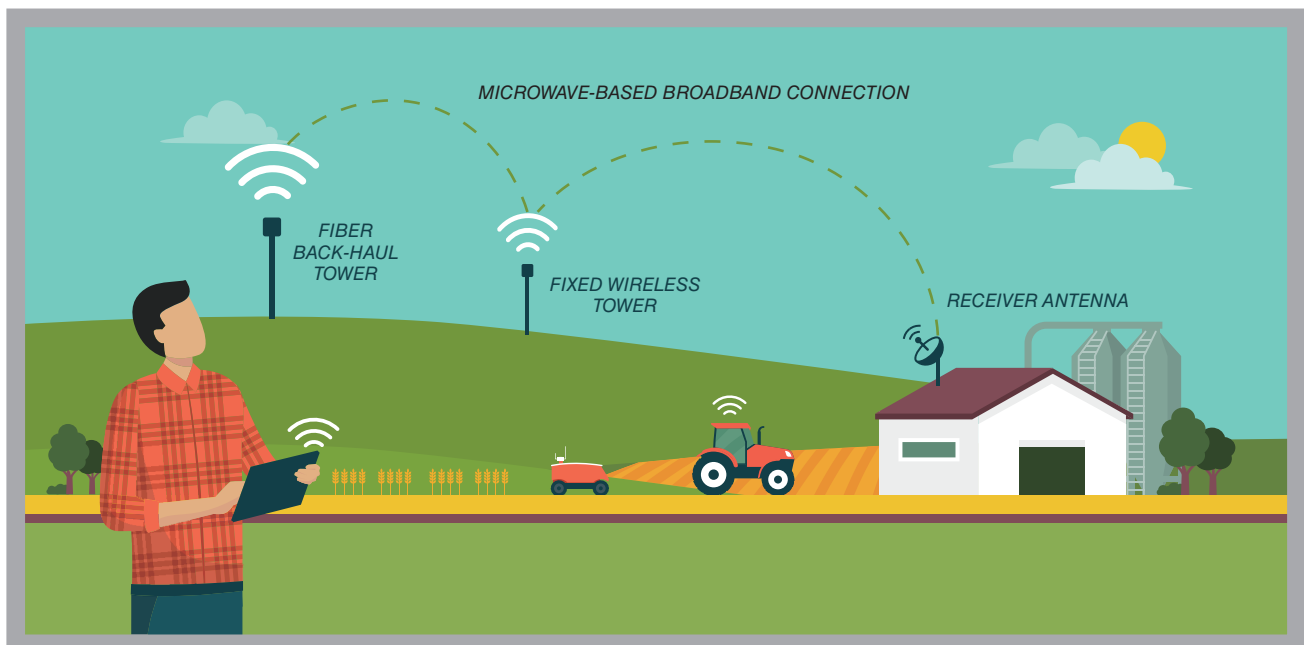 MICROWAVE-BASED BROADBAND CONNECTION
FIBER
BACK-HAUL
TOWER
FIXED WIRELESS
TOWER
RECEIVER ANTENNA